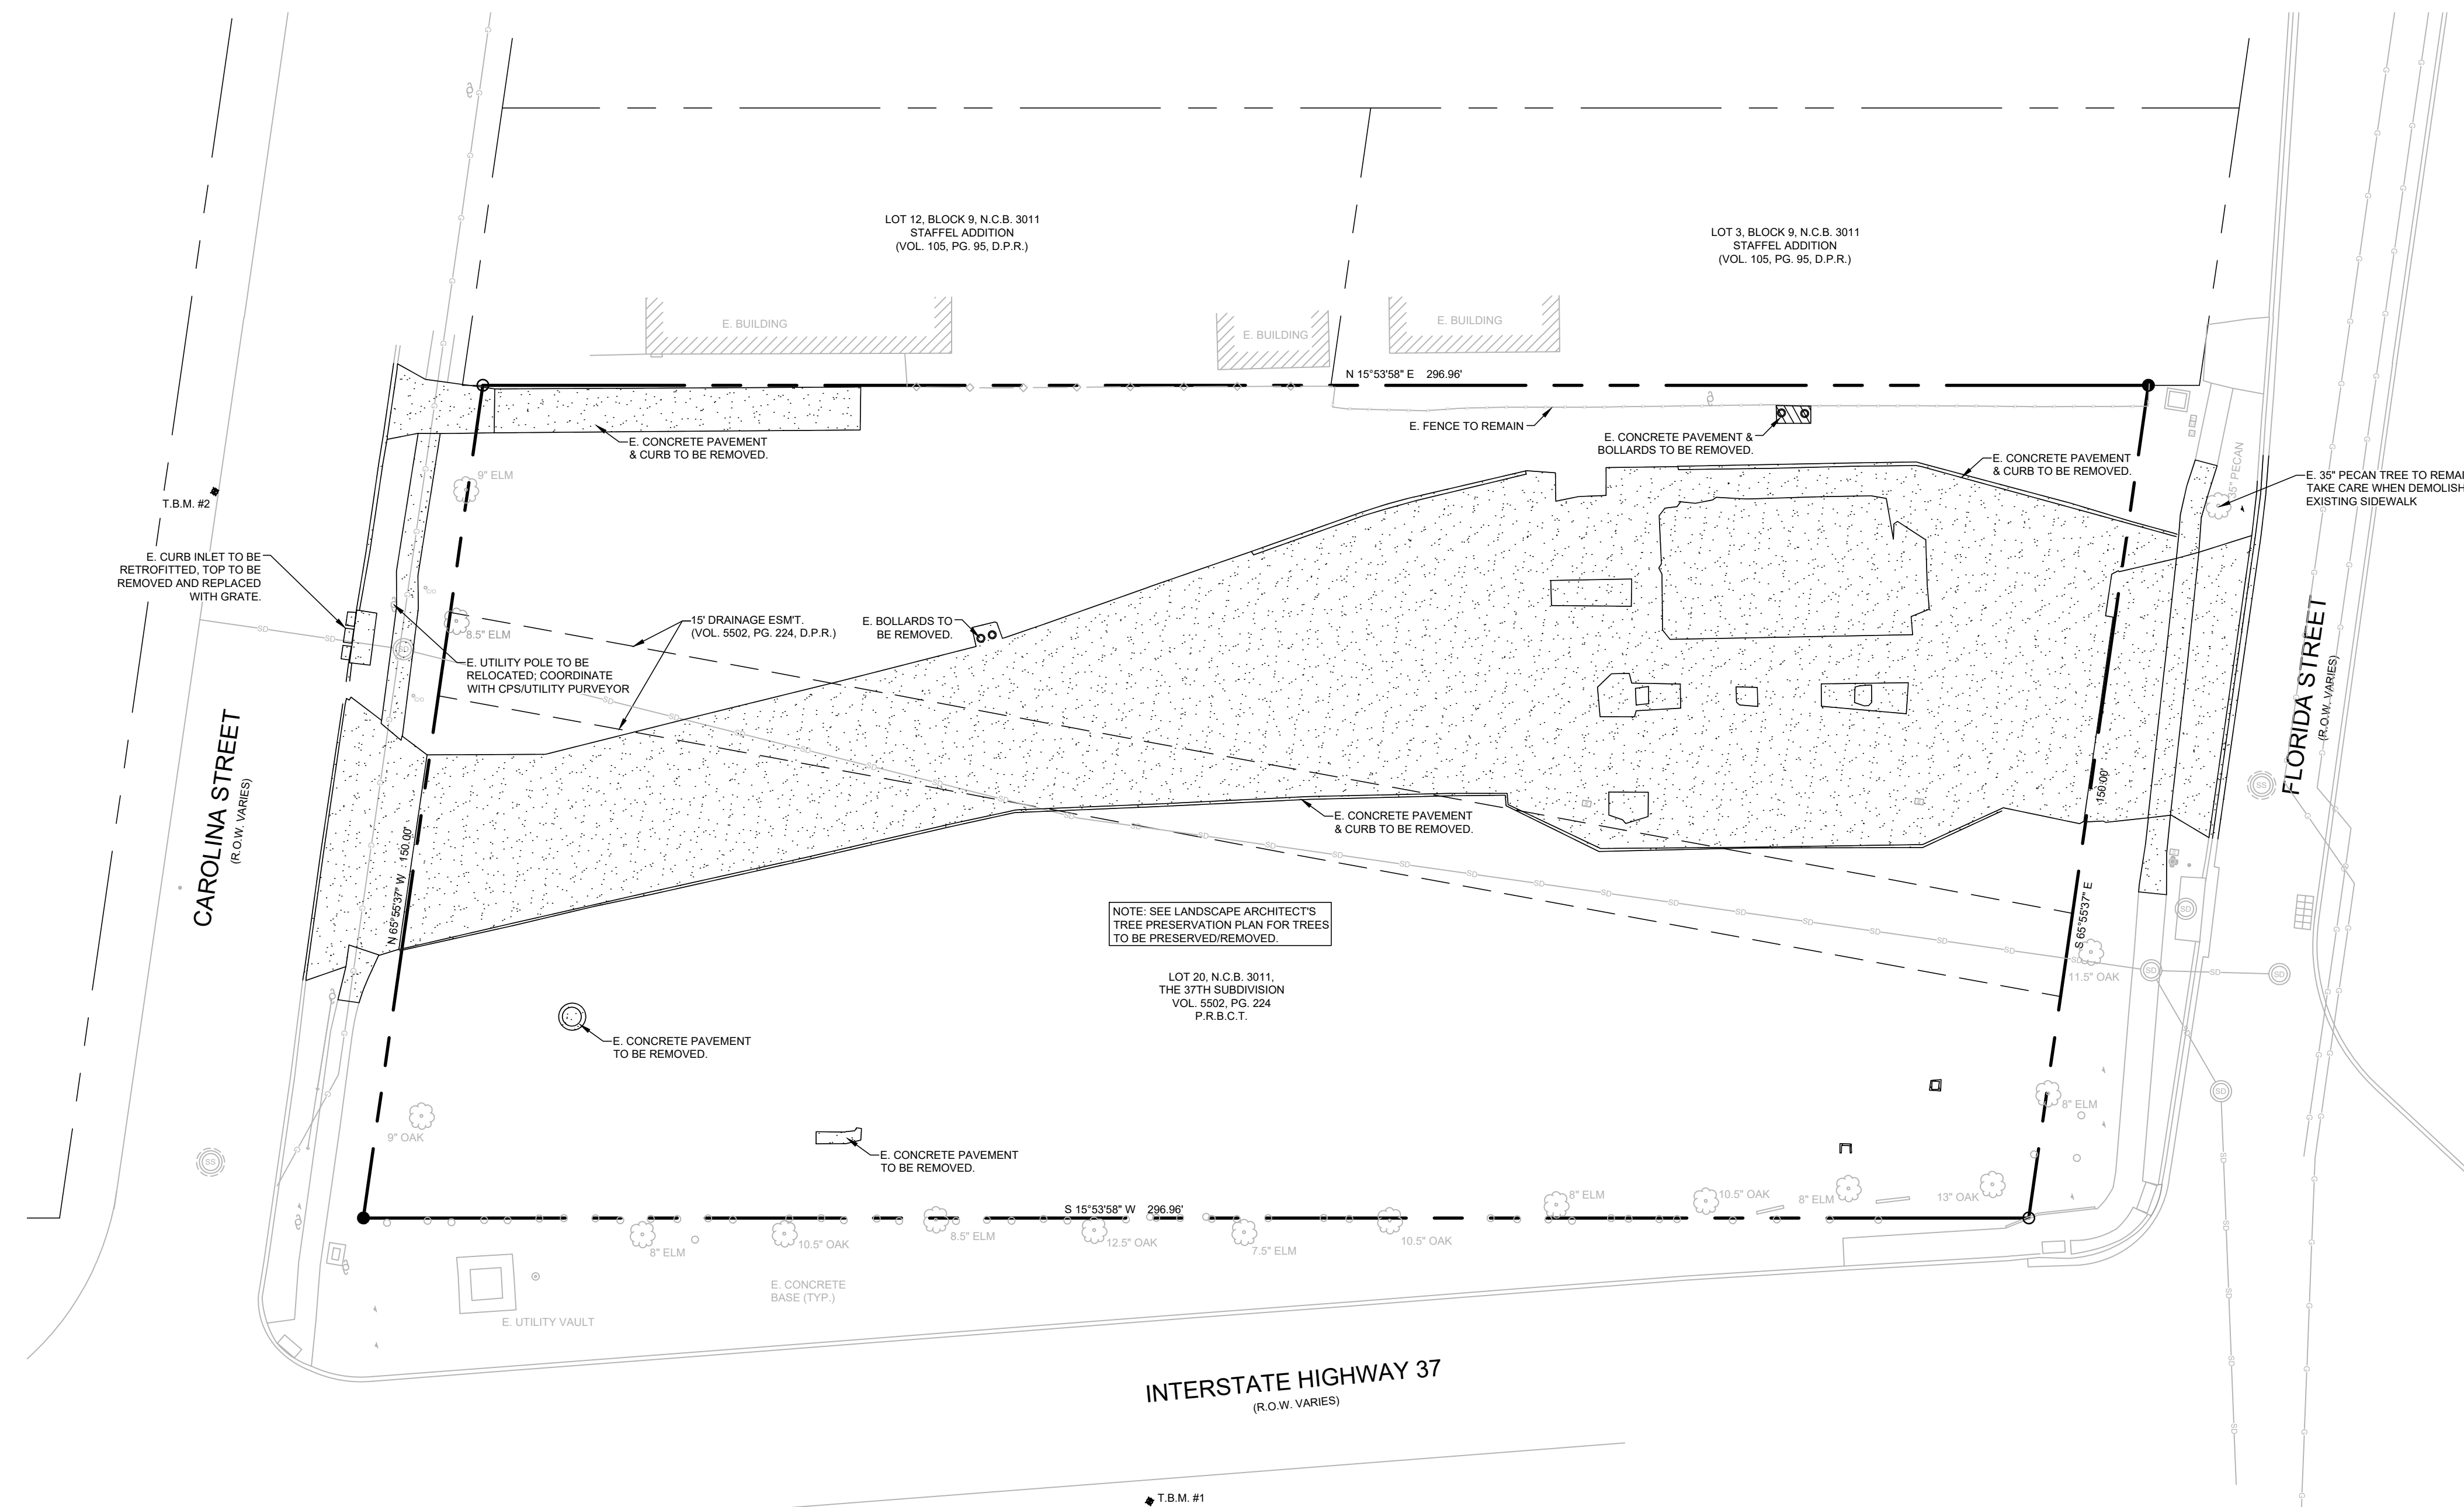 LOT 12, BLOCK 9, N.C.B. 3011
STAFFEL ADDITION
(VOL. 105, PG. 95, D.P.R.)
LOT 3, BLOCK 9, N.C.B. 3011
STAFFEL ADDITION
(VOL. 105, PG. 95, D.P.R.)
E. BUILDING
E. BUILDING
E. BUILDING
N 15°53'58" E 296.96'
E. FENCE TO REMAIN
E. CONCRETE PAVEMENT
& CURB TO BE REMOVED.
E. CONCRETE PAVEMENT &
BOLLARDS TO BE REMOVED.
E. CONCRETE PAVEMENT
& CURB TO BE REMOVED.
35" PECAN
E. 35" PECAN TREE TO REMAI
TAKE CARE WHEN DEMOLISH
EXISTING SIDEWALK
9" ELM
T.B.M. #2
E. CURB INLET TO BE
RETROFITTED, TOP TO BE
REMOVED AND REPLACED
WITH GRATE.
8.5" ELM
15' DRAINAGE ESM'T.
(VOL. 5502, PG. 224, D.P.R.)
E. BOLLARDS TO
BE REMOVED.
E. UTILITY POLE TO BE
RELOCATED; COORDINATE
WITH CPS/UTILITY PURVEYOR
CAROLINA STREET
(R.O.W. VARIES)
FLORIDA STREET
(R.O.W. VARIES)
N 65°55'37" W 150.00'
S 65°55'37" E
150.00'
E. CONCRETE PAVEMENT
& CURB TO BE REMOVED.
NOTE: SEE LANDSCAPE ARCHITECT'S
TREE PRESERVATION PLAN FOR TREES
TO BE PRESERVED/REMOVED.
LOT 20, N.C.B. 3011,
THE 37TH SUBDIVISION
VOL. 5502, PG. 224
P.R.B.C.T.
11.5" OAK
E. CONCRETE PAVEMENT
TO BE REMOVED.
8" ELM
9" OAK
E. CONCRETE PAVEMENT
TO BE REMOVED.
S 15°53'58" W 296.96'
8" ELM
10.5" OAK
8" ELM
13" OAK
8" ELM
10.5" OAK
8.5" ELM
12.5" OAK
7.5" ELM
10.5" OAK
E. CONCRETE
BASE (TYP.)
E. UTILITY VAULT
INTERSTATE HIGHWAY 37
(R.O.W. VARIES)
T.B.M. #1